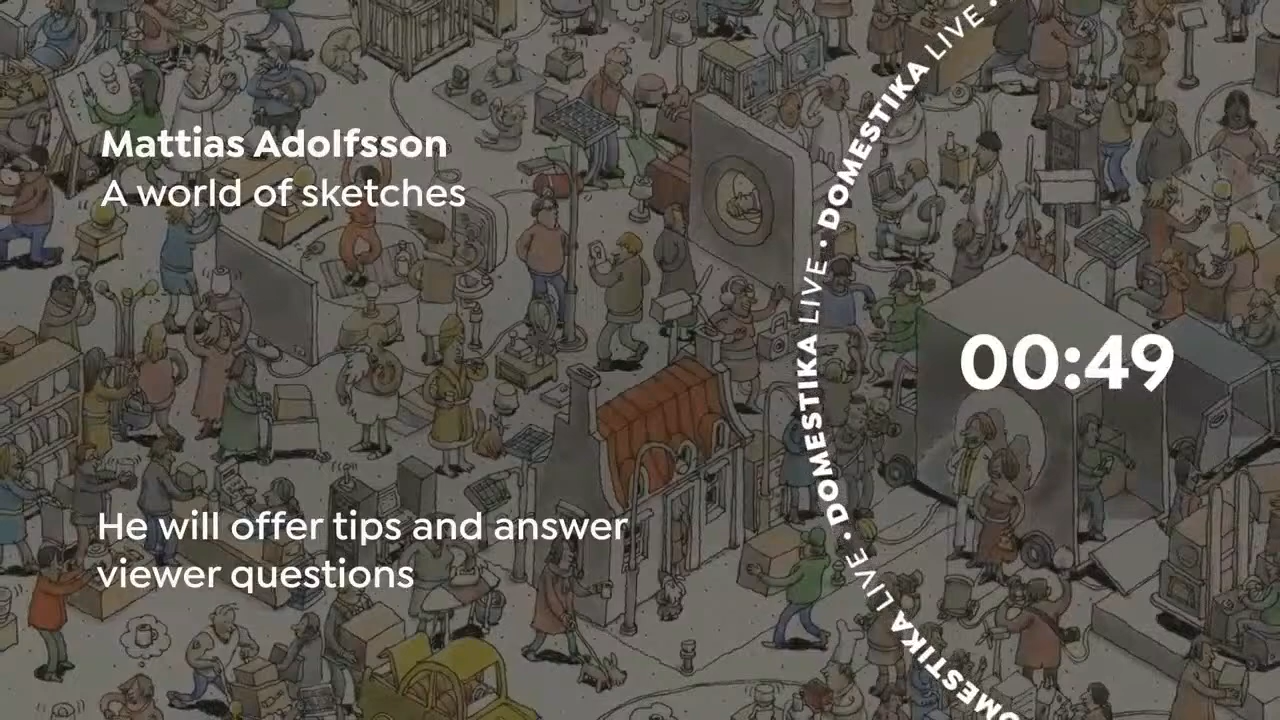 Mattias Adolfsson
A world of sketches
He will offer tips and answer
viewer questions
DOMESTIKA LIVE • DOMESTIKA LIVE • DOMESTIKA LIVE •
00:49